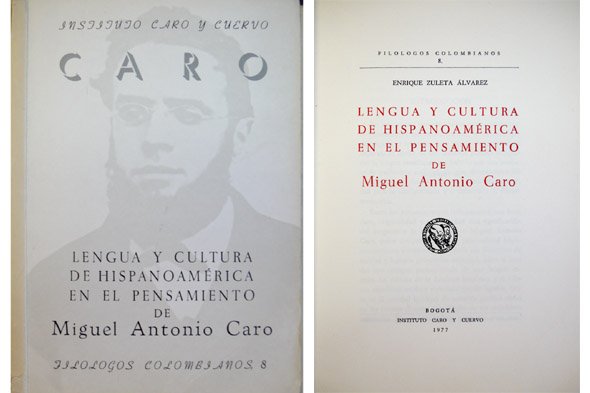 INSTITUTO CARO Y CUERVO
CARO
LENGUA Y CULTURA
DE HISPANOAMÉRICA
EN EL PENSAMIENTO
DE
Miguel Antonio Caro
FILOLOGOS COLOMBIANOS, 8
FILOLOGOS COLOMBIANOS
8.
ENRIQUE ZULETA ÁLVAREZ
LENGUA Y CULTURA
DE HISPANOAMÉRICA
EN EL PENSAMIENTO
DE
Miguel Antonio Caro
BOGOTÁ
INSTITUTO CARO Y CUERVO
1977